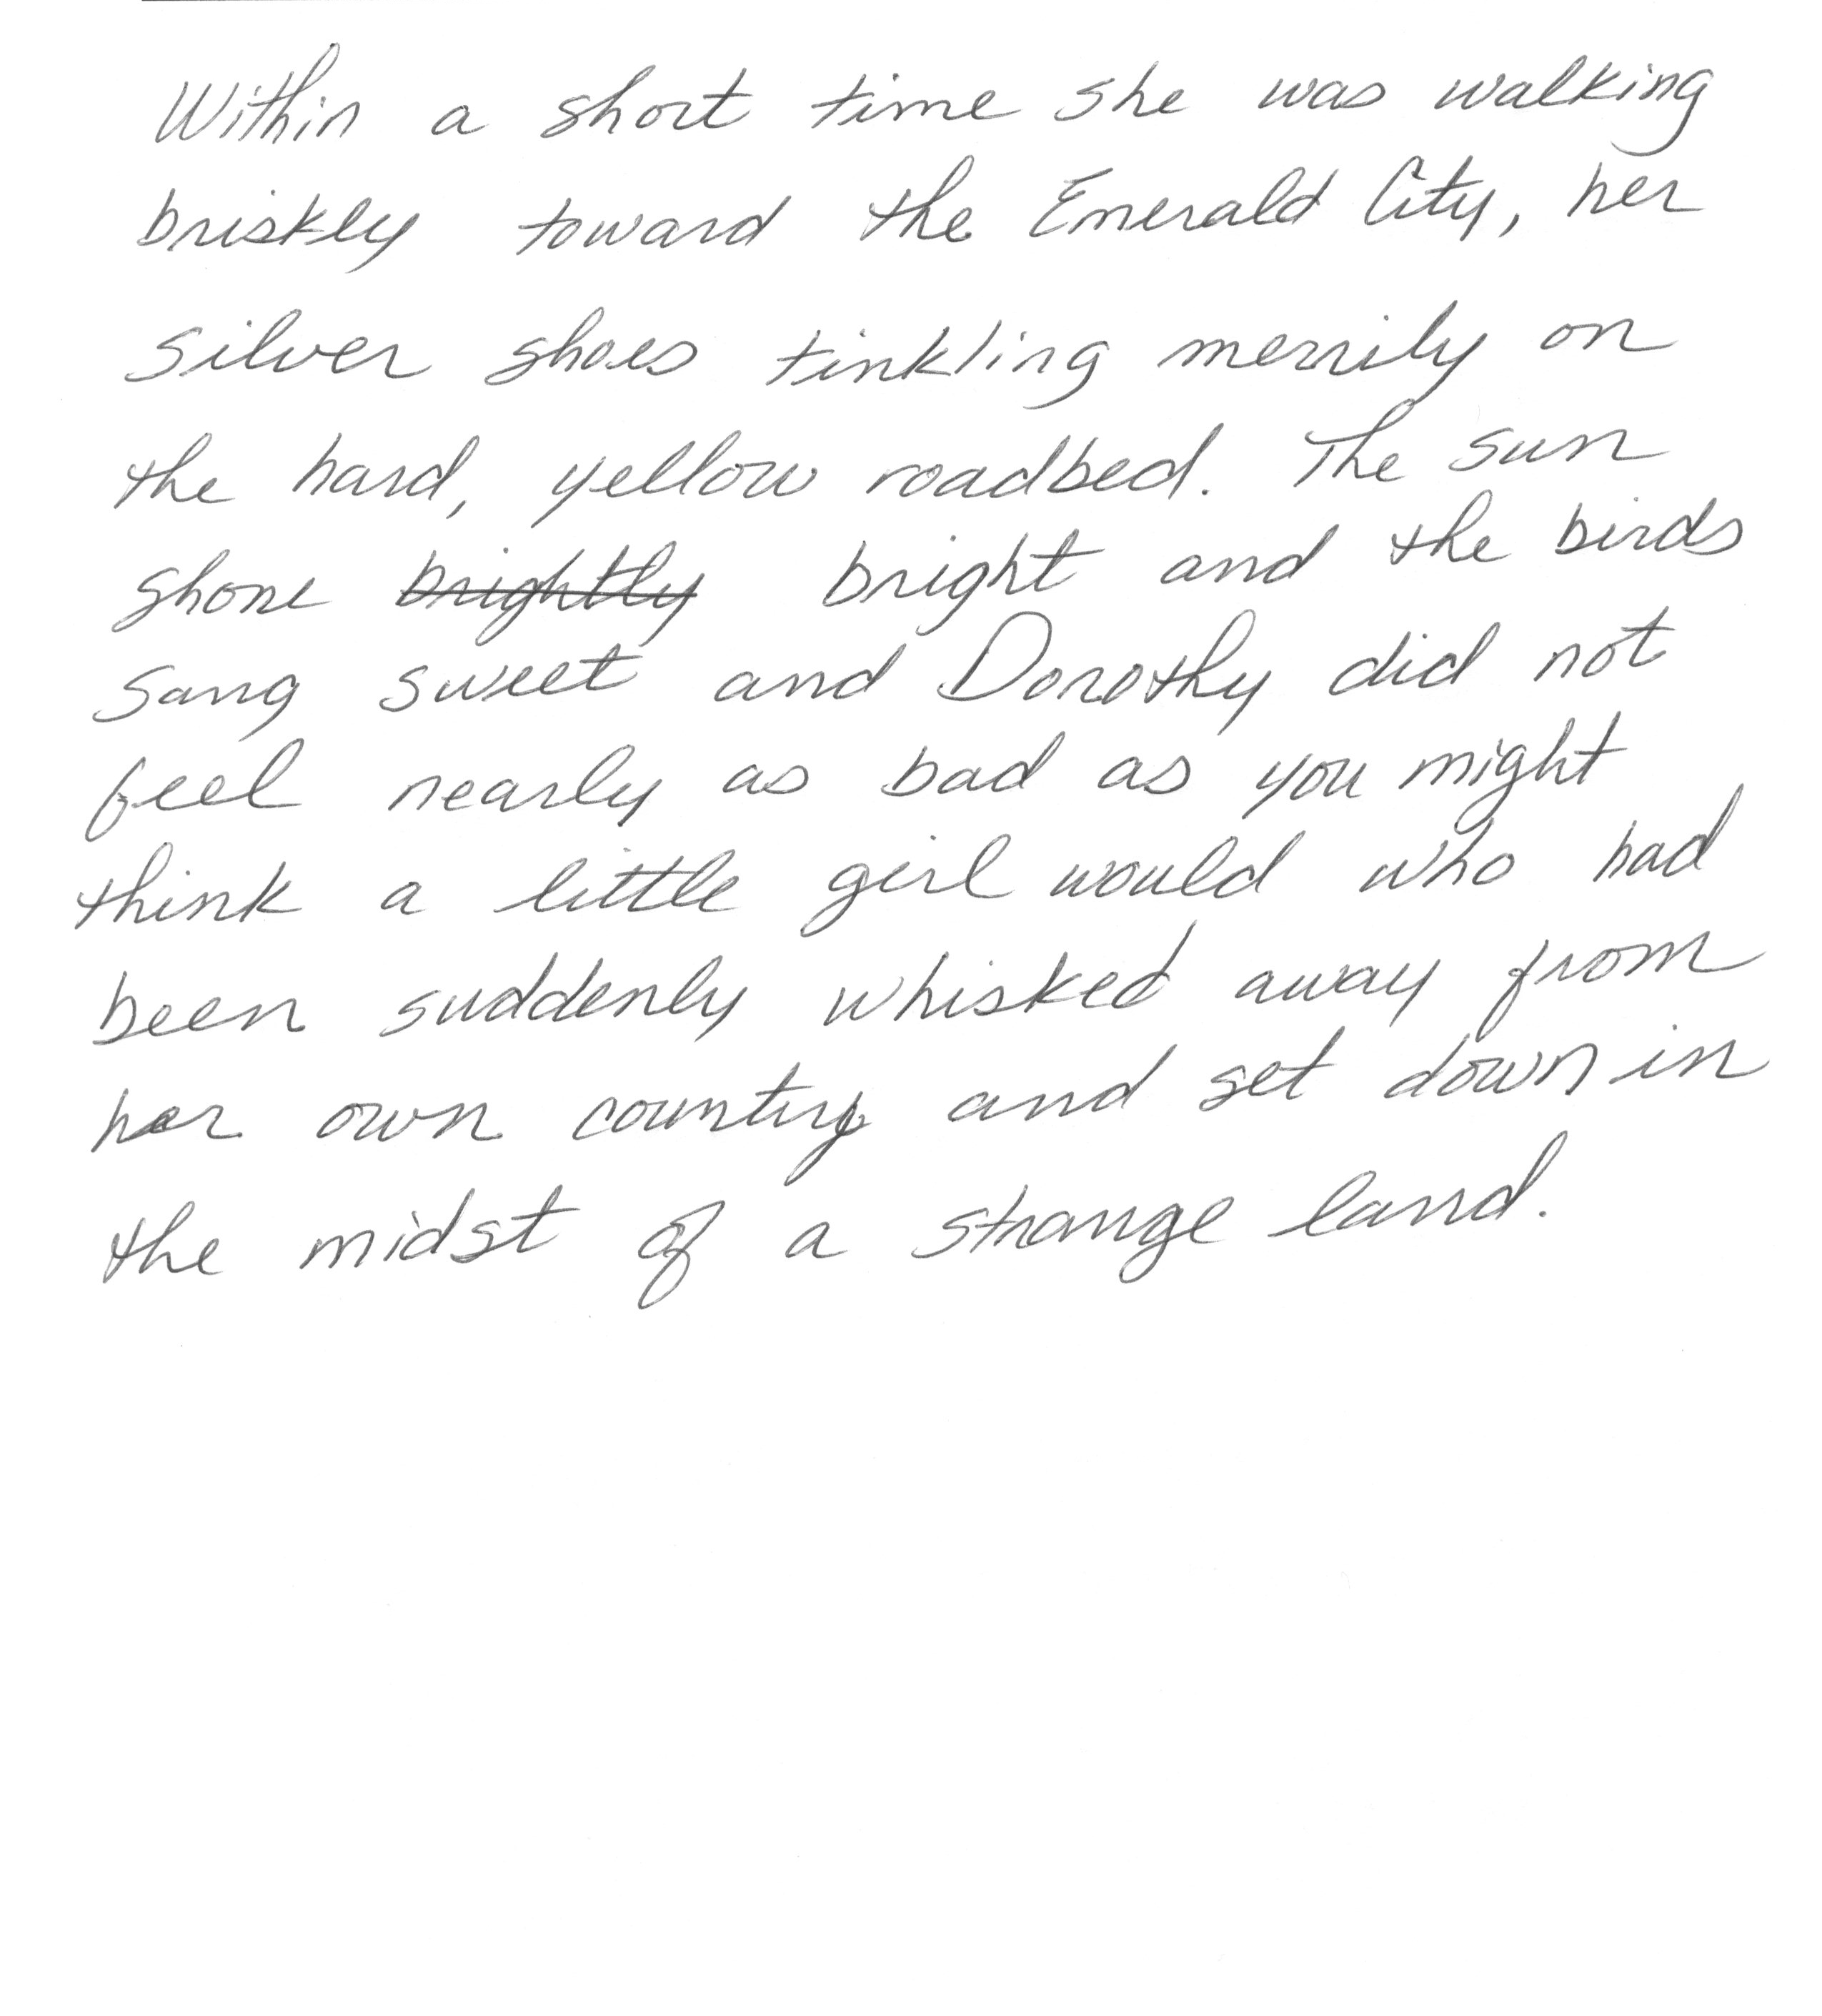 Within a short time she was walking
briskly toward the Emerald City, her
silver shoes tinkling merrily on
the hard, yellow roadbed. The sun
shone ~~brightly~~ bright and the birds
sang sweet and Dorothy did not
feel nearly as bad as you might
think a little girl would who had
been suddenly whisked away from
her own country and set down in
the midst of a strange land.